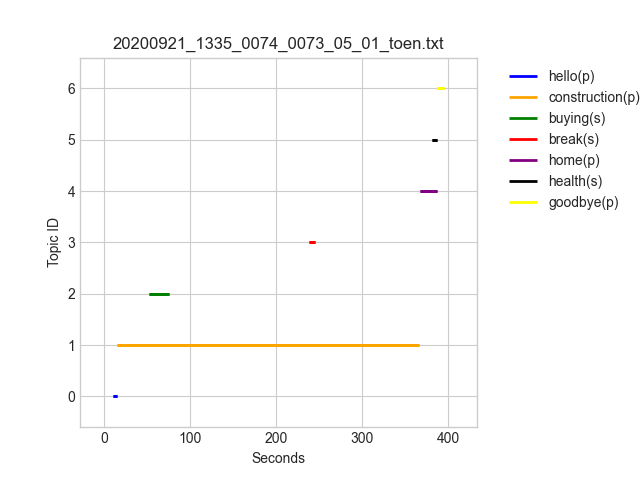 20200921_1335_0074_0073_05_01_toen.txt
hello(p)
construction(p)
buying(s)
break(s)
home(p)
health(s)
goodbye(p)
Topic ID
6
5
4
3
2
1
0
0 100 200 300 400
Seconds